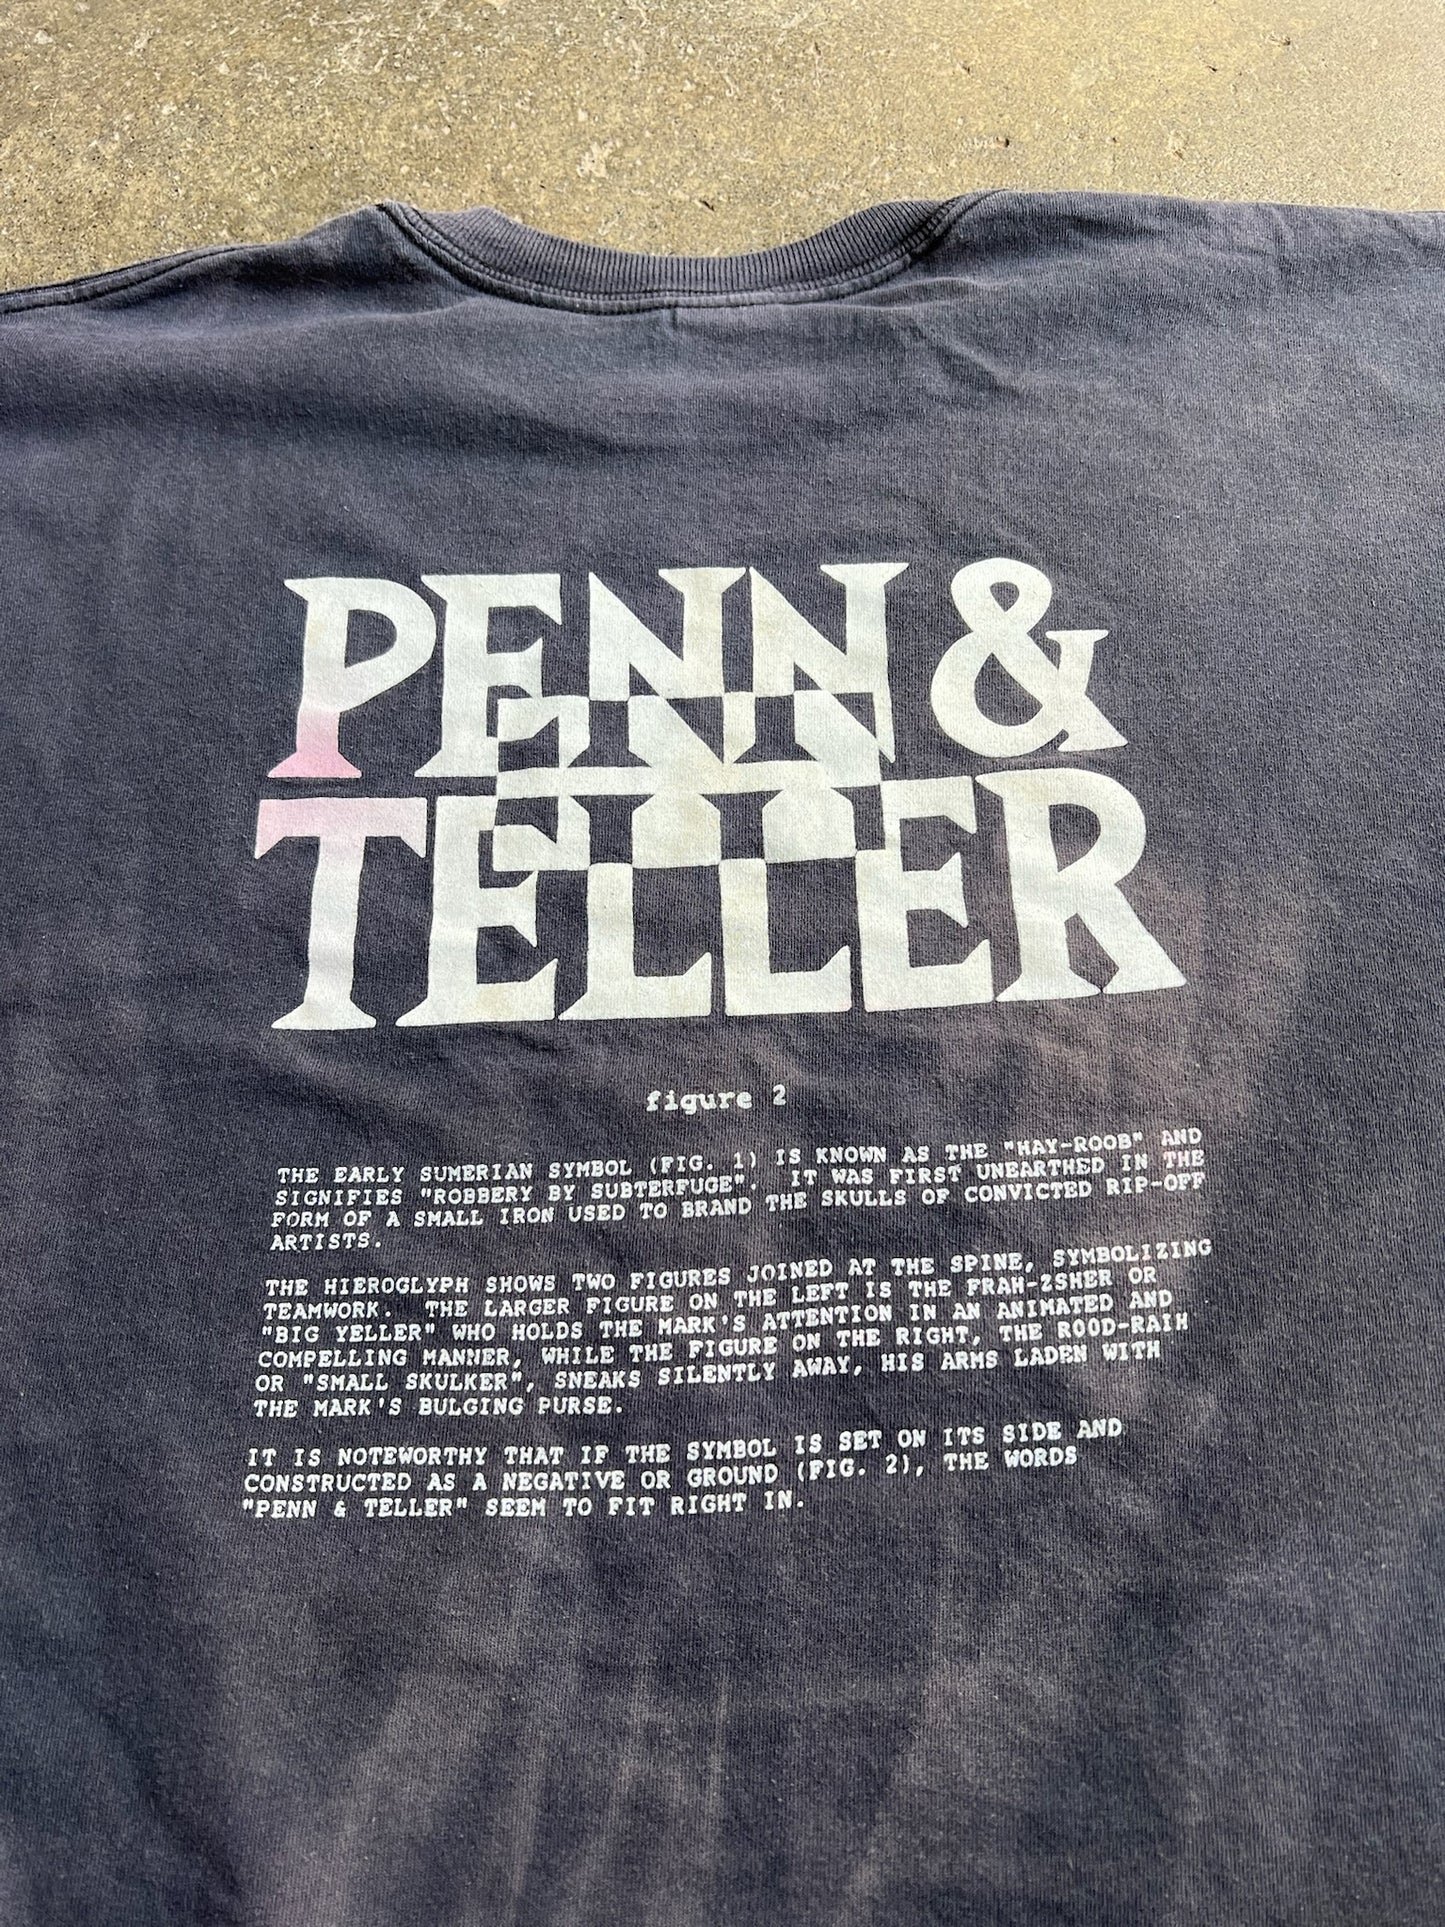 PENN &
TELLER
figure 2
THE EARLY SUMERIAN SYMBOL (FIG. 1) IS KNOWN AS THE "HAY-ROOB" AND
SIGNIFIES "ROBBERY BY SUBTERFUGE". IT WAS FIRST UNEARTHED IN THE
FORM OF A SMALL IRON USED TO BRAND THE SKULLS OF CONVICTED RIP-OFF
ARTISTS.
THE HIEROGLYPH SHOWS TWO FIGURES JOINED AT THE SPINE, SYMBOLIZING
TEAMWORK. THE LARGER FIGURE ON THE LEFT IS THE FRAH-ZSHER OR
"BIG YELLER" WHO HOLDS THE MARK'S ATTENTION IN AN ANIMATED AND
COMPELLING MANNER, WHILE THE FIGURE ON THE RIGHT, THE ROOD-RAIH
OR "SMALL SKULKER", SNEAKS SILENTLY AWAY, HIS ARMS LADEN WITH
THE MARK'S BULGING PURSE.
IT IS NOTEWORTHY THAT IF THE SYMBOL IS SET ON ITS SIDE AND
CONSTRUCTED AS A NEGATIVE OR GROUND (FIG. 2), THE WORDS
"PENN & TELLER" SEEM TO FIT RIGHT IN.